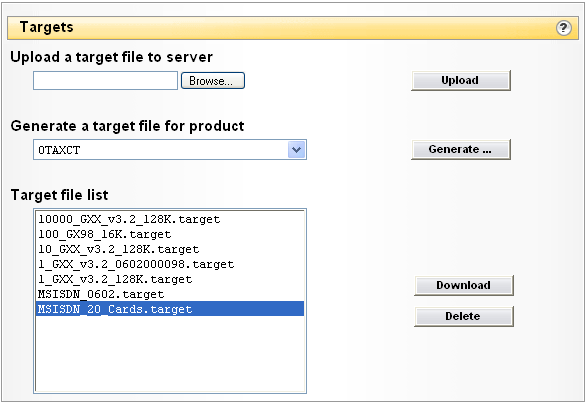 Targets ?
Upload a target file to server
Browse... Upload
Generate a target file for product
OTAXCT Generate ...
Target file list
10000_GXX_v3.2_128K.target
100_GX98_16K.target
10_GXX_v3.2_128K.target
1_GXX_v3.2_0602000098.target
1_GXX_v3.2_128K.target
MSISDN_0602.target
MSISDN_20_Cards.target
Download
Delete